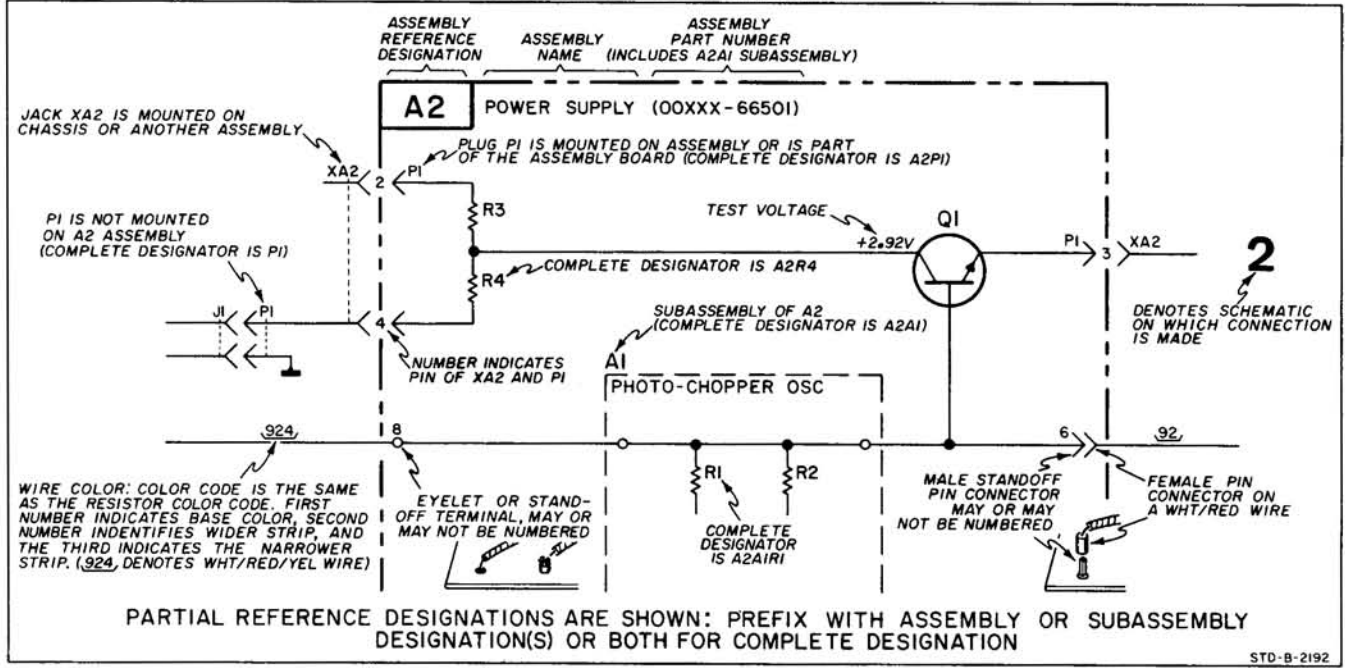 ASSEMBLY
REFERENCE
DESIGNATION
ASSEMBLY
NAME
ASSEMBLY
PART NUMBER
(INCLUDES A2A1 SUBASSEMBLY)
A2
POWER SUPPLY (00XXX-66501)
JACK XA2 IS MOUNTED ON
CHASSIS OR ANOTHER ASSEMBLY
PLUG P1 IS MOUNTED ON ASSEMBLY OR IS PART
OF THE ASSEMBLY BOARD (COMPLETE DESIGNATOR IS A2P1)
XA2
2
P1
P1 IS NOT MOUNTED
ON A2 ASSEMBLY
(COMPLETE DESIGNATOR IS P1)
R3
TEST VOLTAGE
+2.92V
Q1
P1
3
XA2
2
R4
COMPLETE DESIGNATOR IS A2R4
J1
P1
4
SUBASSEMBLY OF A2
(COMPLETE DESIGNATOR IS A2A1)
DENOTES SCHEMATIC
ON WHICH CONNECTION
IS MADE
NUMBER INDICATES
PIN OF XA2 AND P1
A1
PHOTO-CHOPPER OSC
924
8
6
92
R1
R2
WIRE COLOR: COLOR CODE IS THE SAME
AS THE RESISTOR COLOR CODE. FIRST
NUMBER INDICATES BASE COLOR, SECOND
NUMBER INDENTIFIES WIDER STRIP, AND
THE THIRD INDICATES THE NARROWER
STRIP. (924 DENOTES WHT/RED/YEL WIRE)
EYELET OR STAND-
OFF TERMINAL, MAY OR
MAY NOT BE NUMBERED
COMPLETE
DESIGNATOR
IS A2A1R1
MALE STANDOFF
PIN CONNECTOR
MAY OR MAY
NOT BE NUMBERED
FEMALE PIN
CONNECTOR ON
A WHT/RED WIRE
PARTIAL REFERENCE DESIGNATIONS ARE SHOWN: PREFIX WITH ASSEMBLY OR SUBASSEMBLY
DESIGNATION(S) OR BOTH FOR COMPLETE DESIGNATION
STD-B-2192